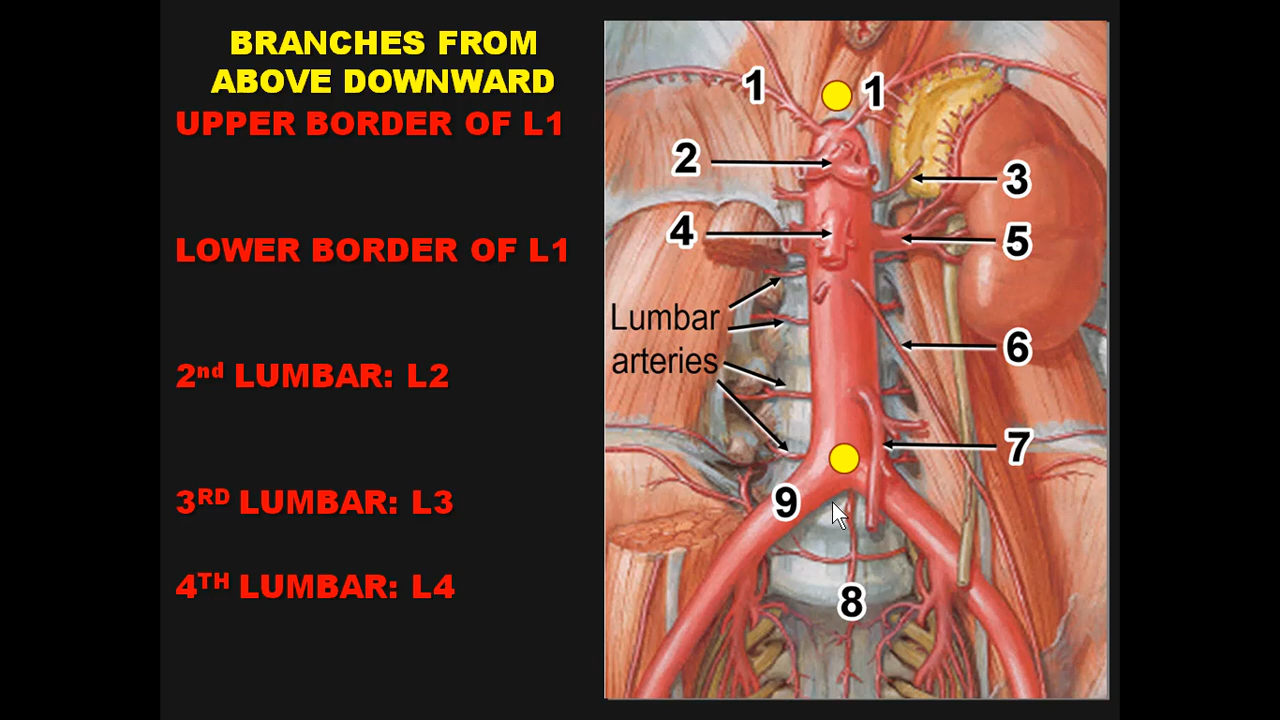 BRANCHES FROM
ABOVE DOWNWARD
UPPER BORDER OF L1
LOWER BORDER OF L1
2nd LUMBAR: L2
3RD LUMBAR: L3
4TH LUMBAR: L4
1
1
2
3
4
5
Lumbar
arteries
6
7
9
8